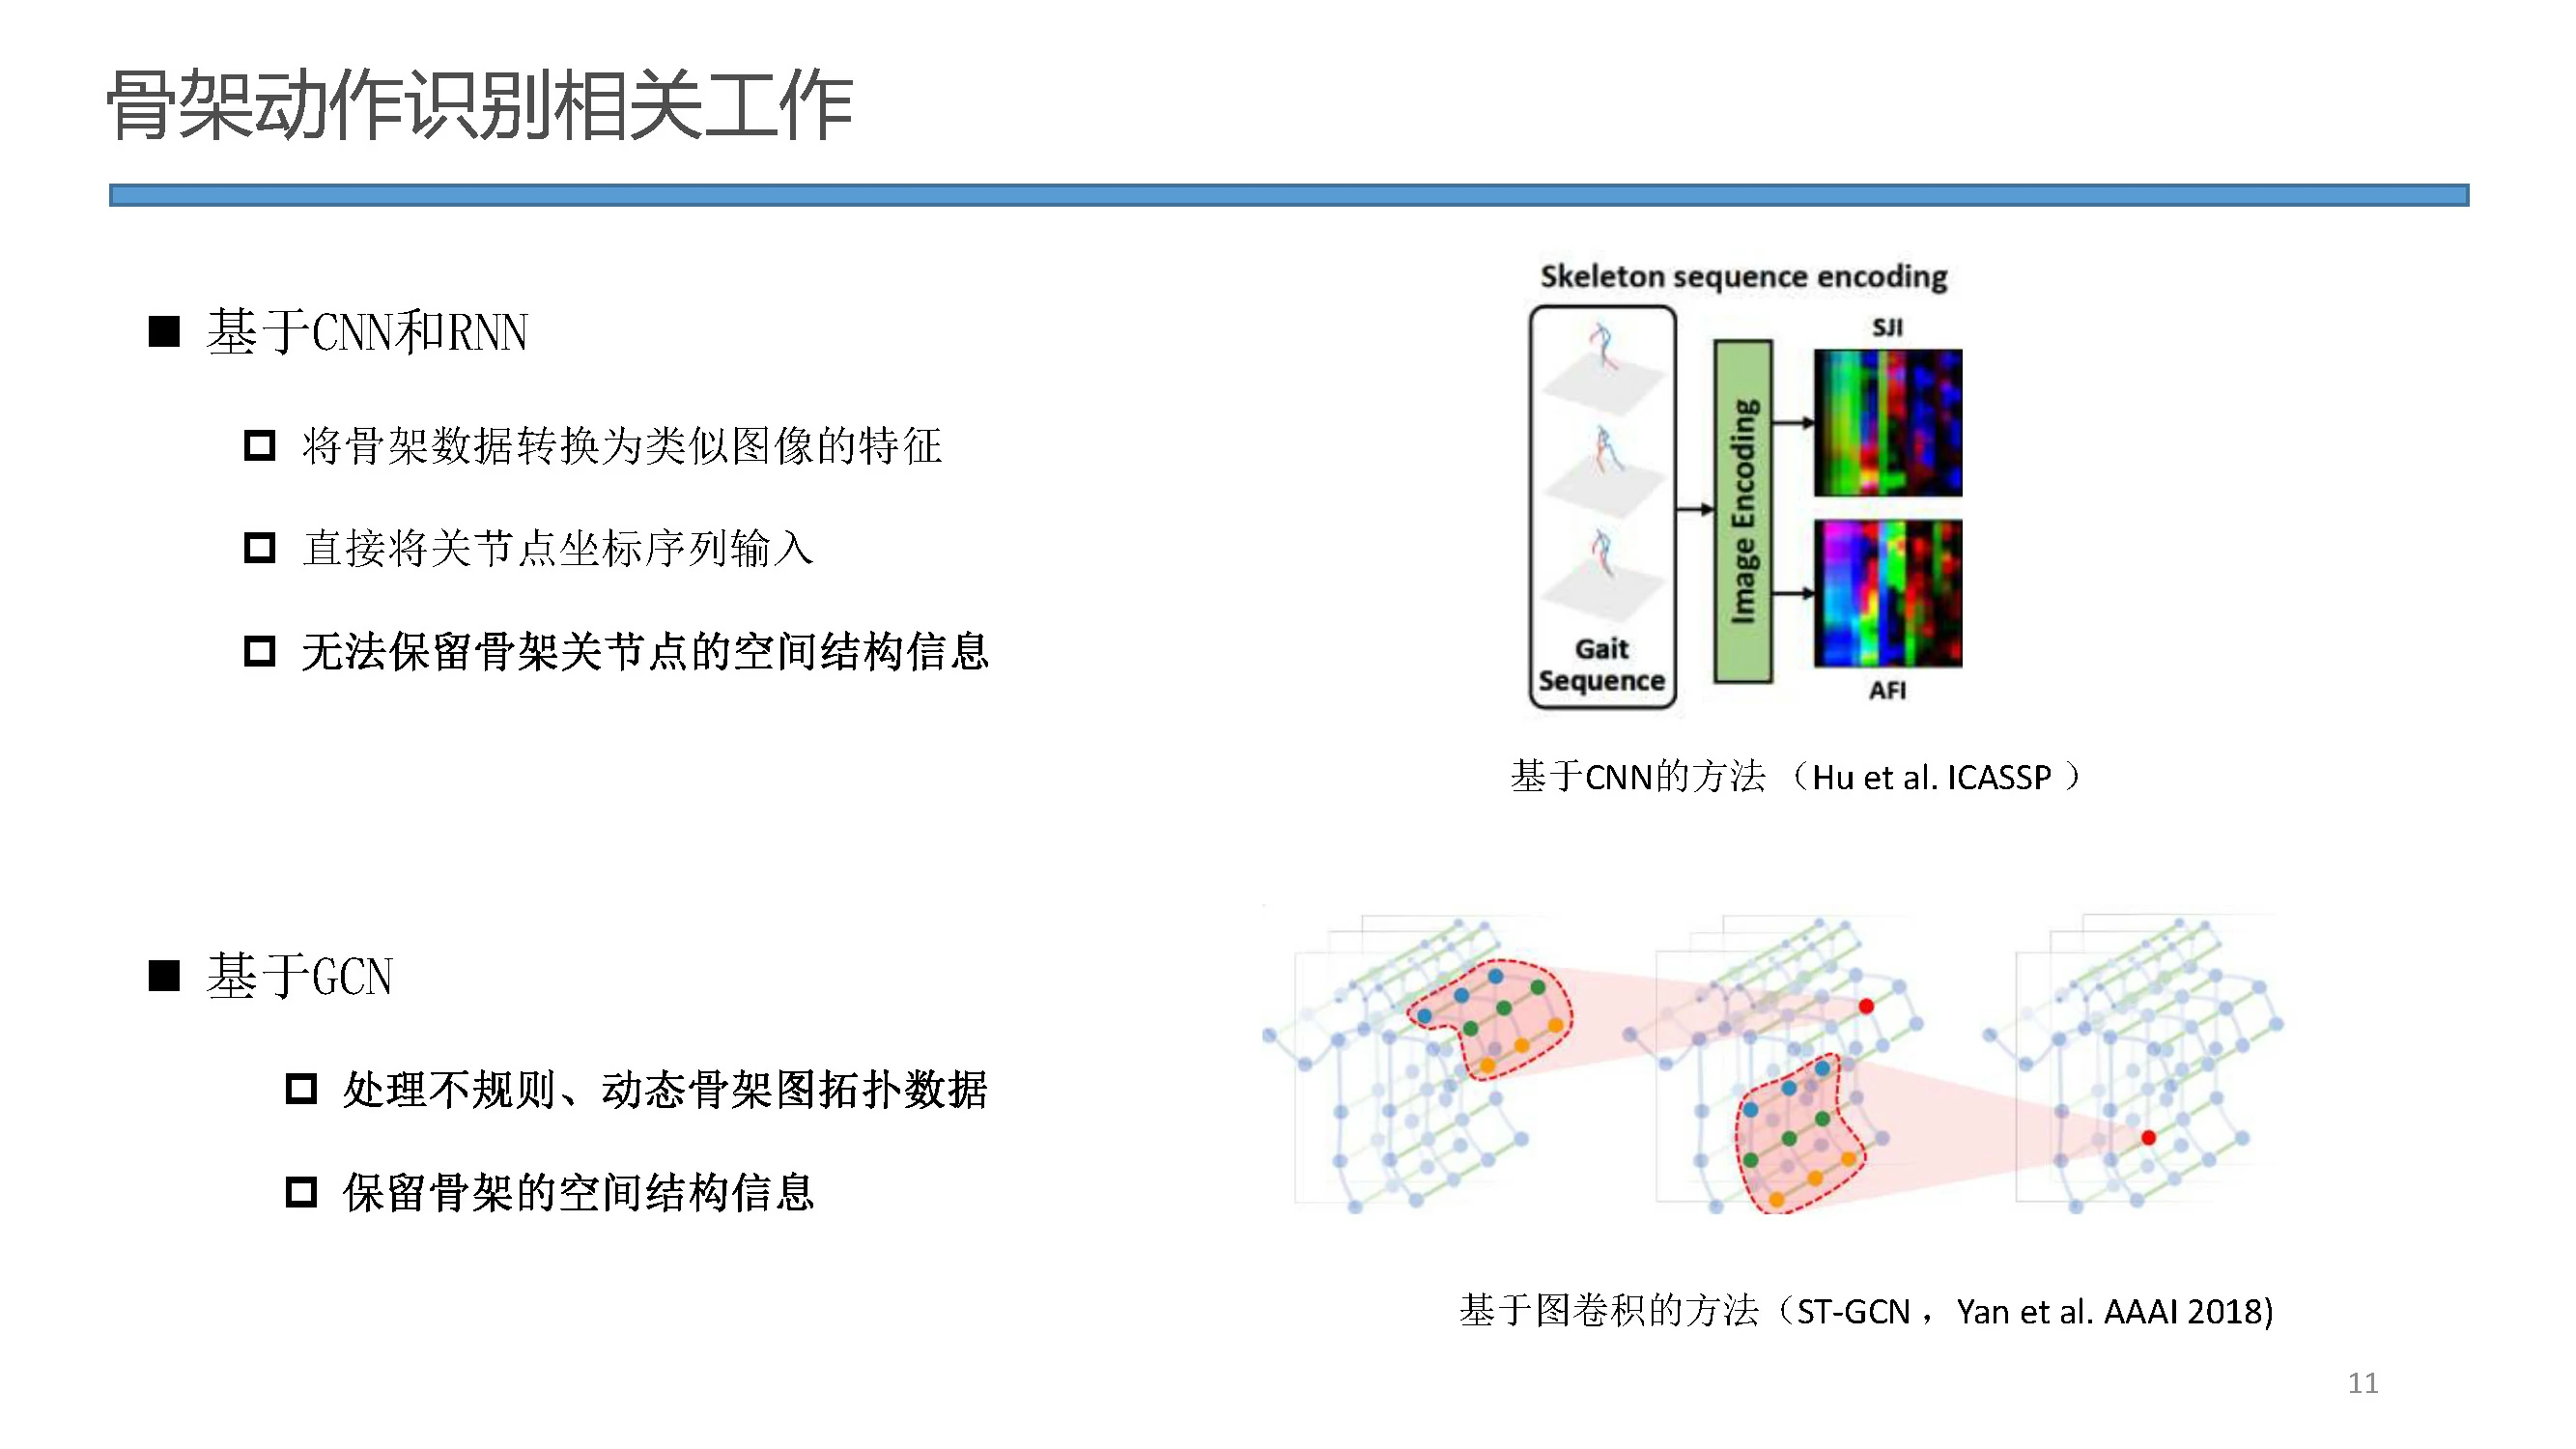 骨架动作识别相关工作
■ 基于CNN和RNN
将骨架数据转换为类似图像的特征
直接将关节点坐标序列输入
无法保留骨架关节点的空间结构信息
Skeleton sequence encoding
SJI
Image Encoding
Gait
Sequence
AFI
基于CNN的方法 （Hu et al. ICASSP ）
■ 基于GCN
处理不规则、动态骨架图拓扑数据
保留骨架的空间结构信息
基于图卷积的方法（ST-GCN ，Yan et al. AAAI 2018)
11